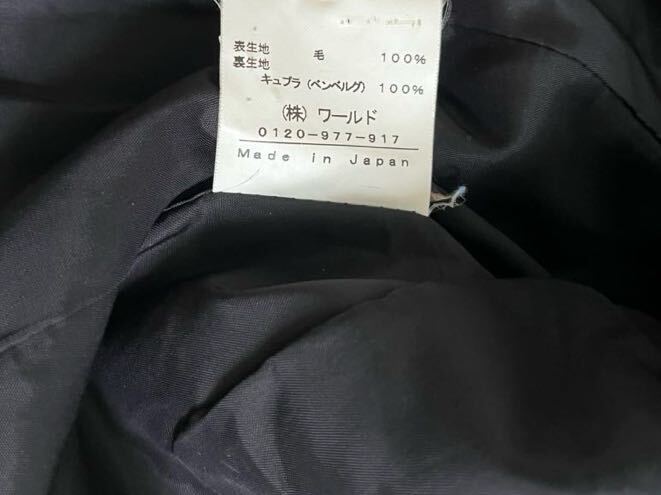 表生地 毛 100%
裏生地
キュプラ (ベンベルグ) 100%
(株) ワールド
0120-977-917
Made in Japan